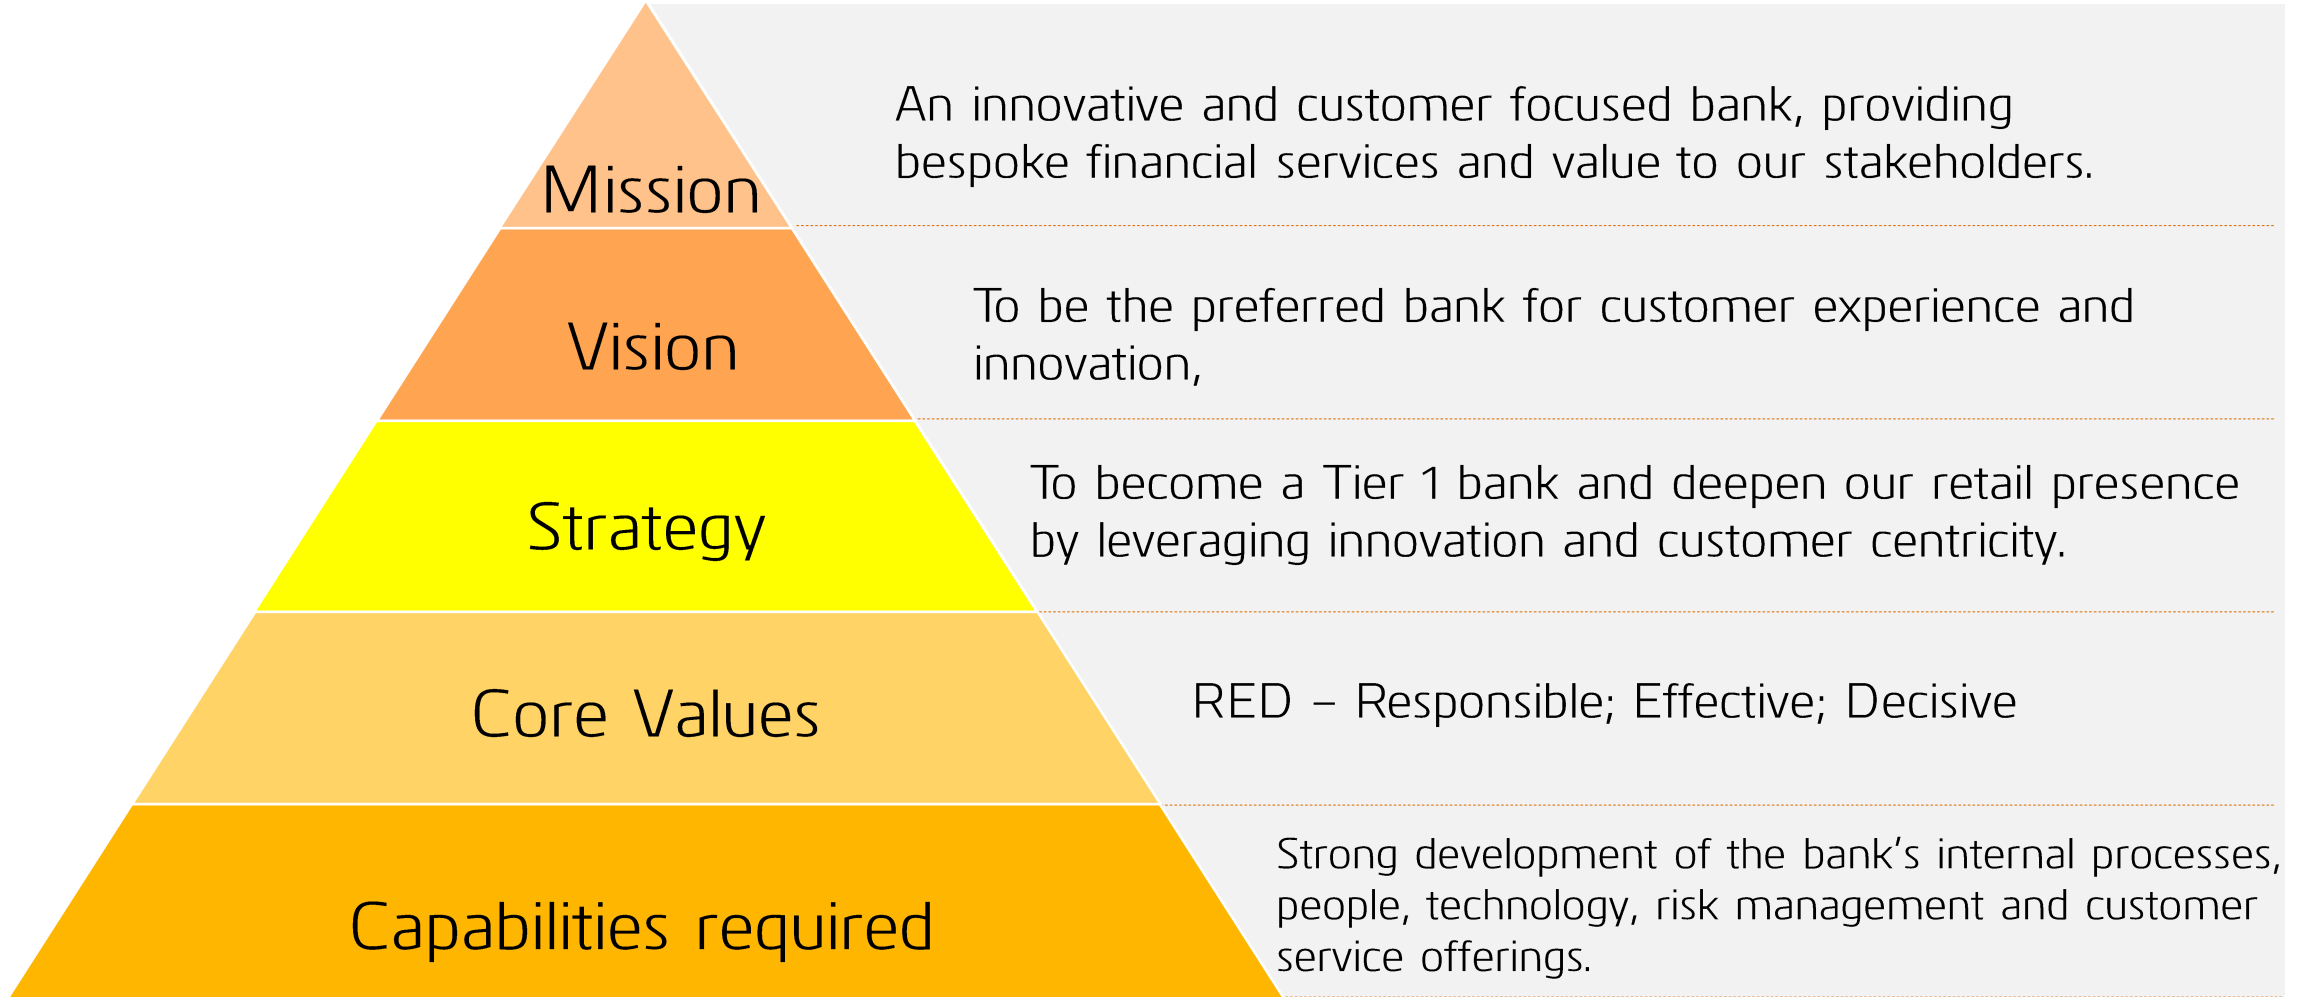 Mission
An innovative and customer focused bank, providing
bespoke financial services and value to our stakeholders.
Vision
To be the preferred bank for customer experience and
innovation,
Strategy
To become a Tier 1 bank and deepen our retail presence
by leveraging innovation and customer centricity.
Core Values
RED – Responsible; Effective; Decisive
Capabilities required
Strong development of the bank’s internal processes,
people, technology, risk management and customer
service offerings.